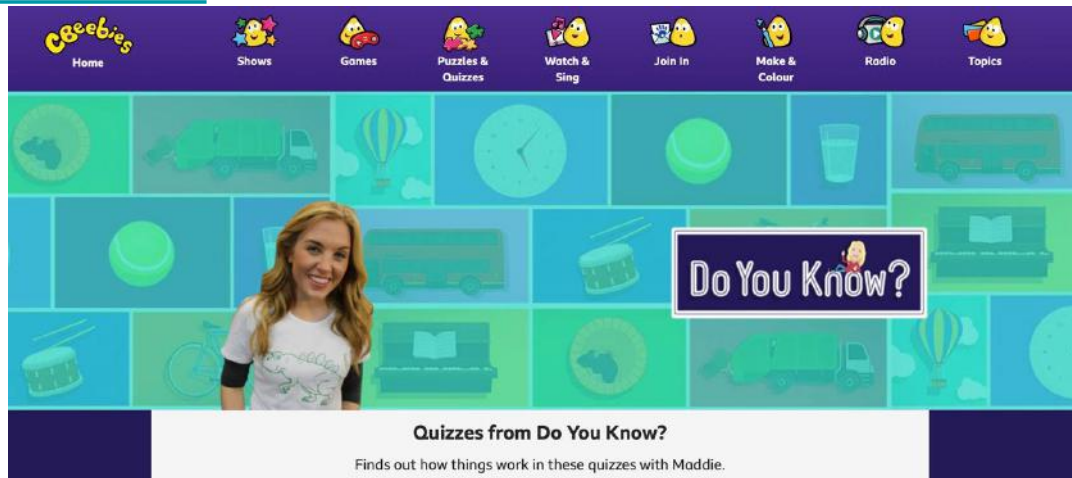 CBeebies
Home
Shows
Games
Puzzles &
Quizzes
Watch &
Sing
Join In
Make &
Colour
Radio
Topics
Do You Know?
Quizzes from Do You Know?
Finds out how things work in these quizzes with Maddie.